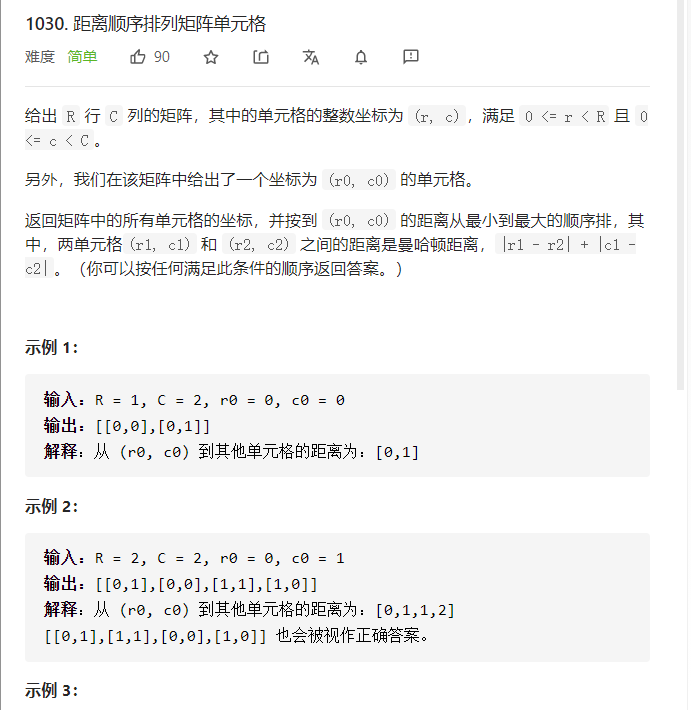 1030. 距离顺序排列矩阵单元格
难度 简单 90
给出 R 行 C 列的矩阵，其中的单元格的整数坐标为 (r, c)，满足 0 <= r < R 且 0
<= c < C。
另外，我们在该矩阵中给出了一个坐标为 (r0, c0) 的单元格。
返回矩阵中的所有单元格的坐标，并按到 (r0, c0) 的距离从最小到最大的顺序排，其
中，两单元格 (r1, c1) 和 (r2, c2) 之间的距离是曼哈顿距离，|r1 - r2| + |c1 -
c2|。（你可以按任何满足此条件的顺序返回答案。）
示例 1：
输入：R = 1, C = 2, r0 = 0, c0 = 0
输出：[[0,0],[0,1]]
解释：从 (r0, c0) 到其他单元格的距离为：[0,1]
示例 2：
输入：R = 2, C = 2, r0 = 0, c0 = 1
输出：[[0,1],[0,0],[1,1],[1,0]]
解释：从 (r0, c0) 到其他单元格的距离为：[0,1,1,2]
[[0,1],[1,1],[0,0],[1,0]] 也会被视作正确答案。
示例 3：